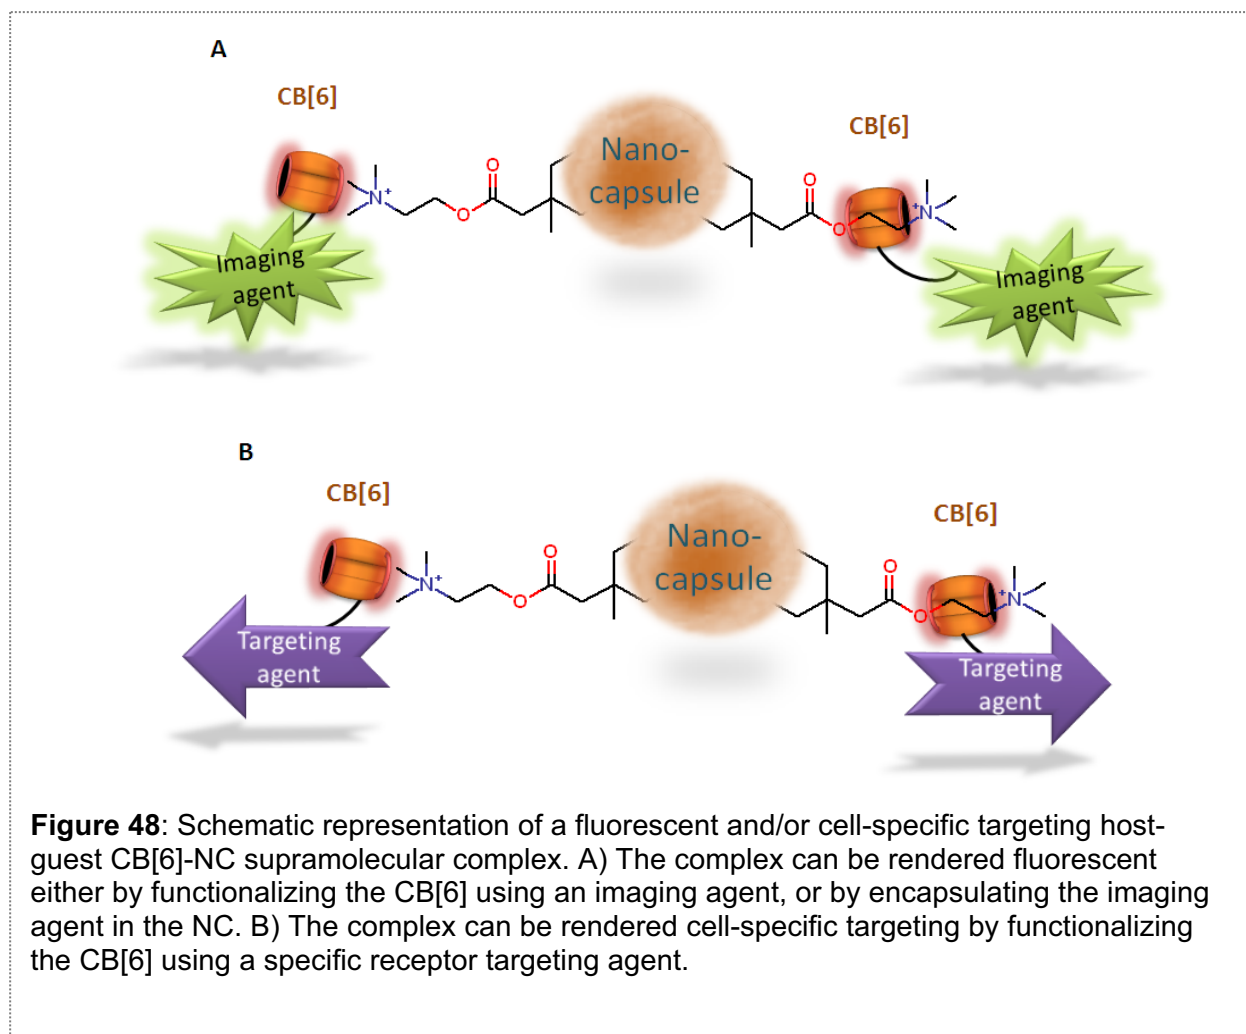 A
CB[6]
CB[6]
Nano-
capsule
O
O
N+
O
O
+N
Imaging
agent
Imaging
agent
B
CB[6]
CB[6]
Nano-
capsule
O
O
N+
O
O
+N
Targeting
agent
Targeting
agent
Figure 48: Schematic representation of a fluorescent and/or cell-specific targeting host-
guest CB[6]-NC supramolecular complex. A) The complex can be rendered fluorescent
either by functionalizing the CB[6] using an imaging agent, or by encapsulating the imaging
agent in the NC. B) The complex can be rendered cell-specific targeting by functionalizing
the CB[6] using a specific receptor targeting agent.